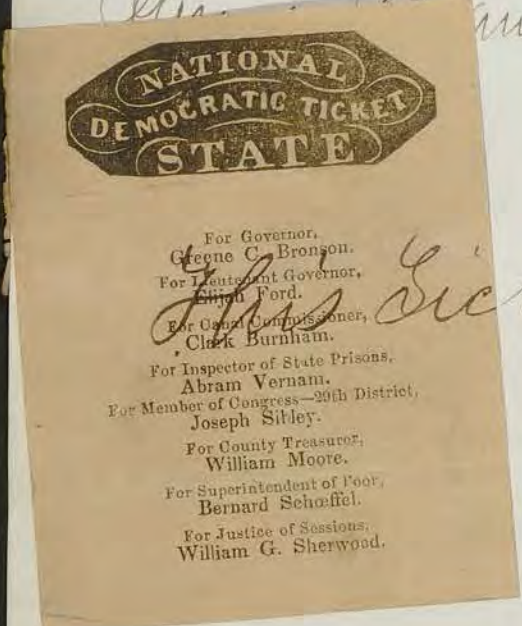 NATIONAL
DEMOCRATIC TICKET
STATE
For Governor,
Greene C. Bronson.
For Lieutenant Governor,
Elijah Ford.
For Canal Commissioner,
Clark Burnham.
For Inspector of State Prisons,
Abram Vernam.
For Member of Congress—29th District,
Joseph Sibley.
For County Treasurer,
William Moore.
For Superintendent of Poor,
Bernard Schœffel.
For Justice of Sessions,
William G. Sherwood.
This Tic